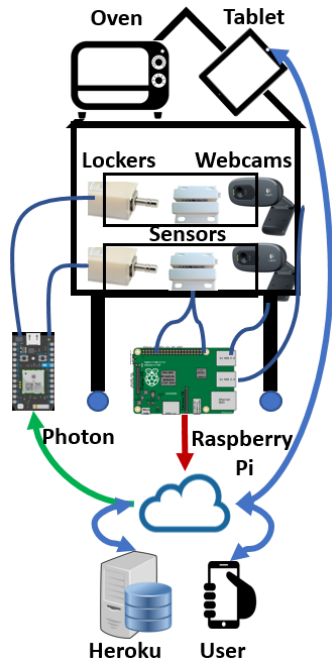 Oven
Tablet
Lockers
Webcams
Sensors
Photon
Raspberry
Pi
Heroku
User